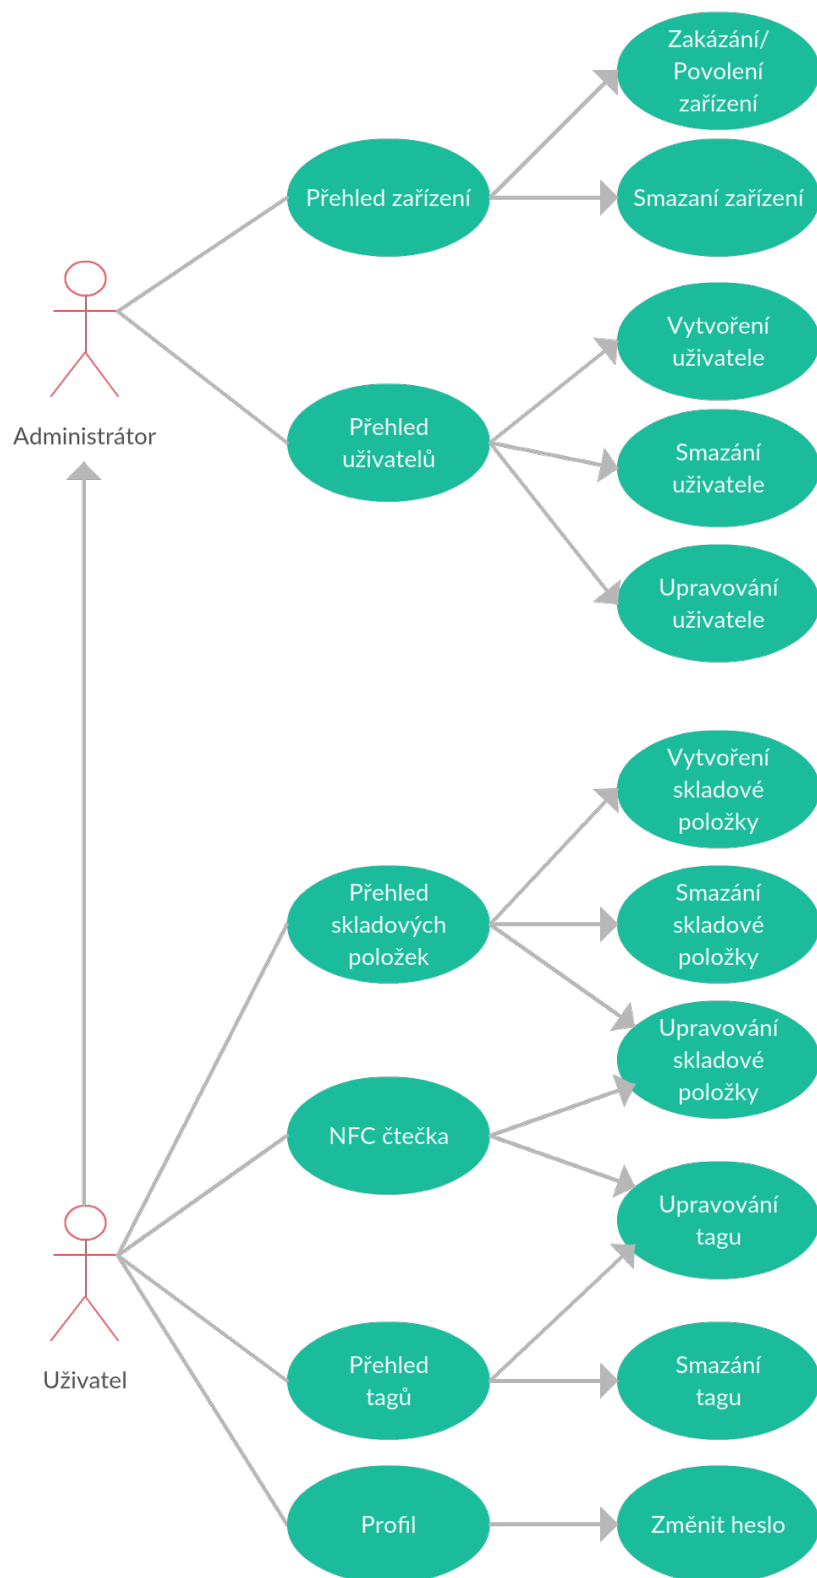 Zakázání/
Povolení
zařízení
Přehled zařízení
Smazaní zařízení
Administrátor
Vytvoření
uživatele
Přehled
uživatelů
Smazání
uživatele
Upravování
uživatele
Vytvoření
skladové
položky
Přehled
skladových
položek
Smazání
skladové
položky
Upravování
skladové
položky
NFC čtečka
Upravování
tagu
Uživatel
Přehled
tagů
Smazání
tagu
Profil
Změnit heslo